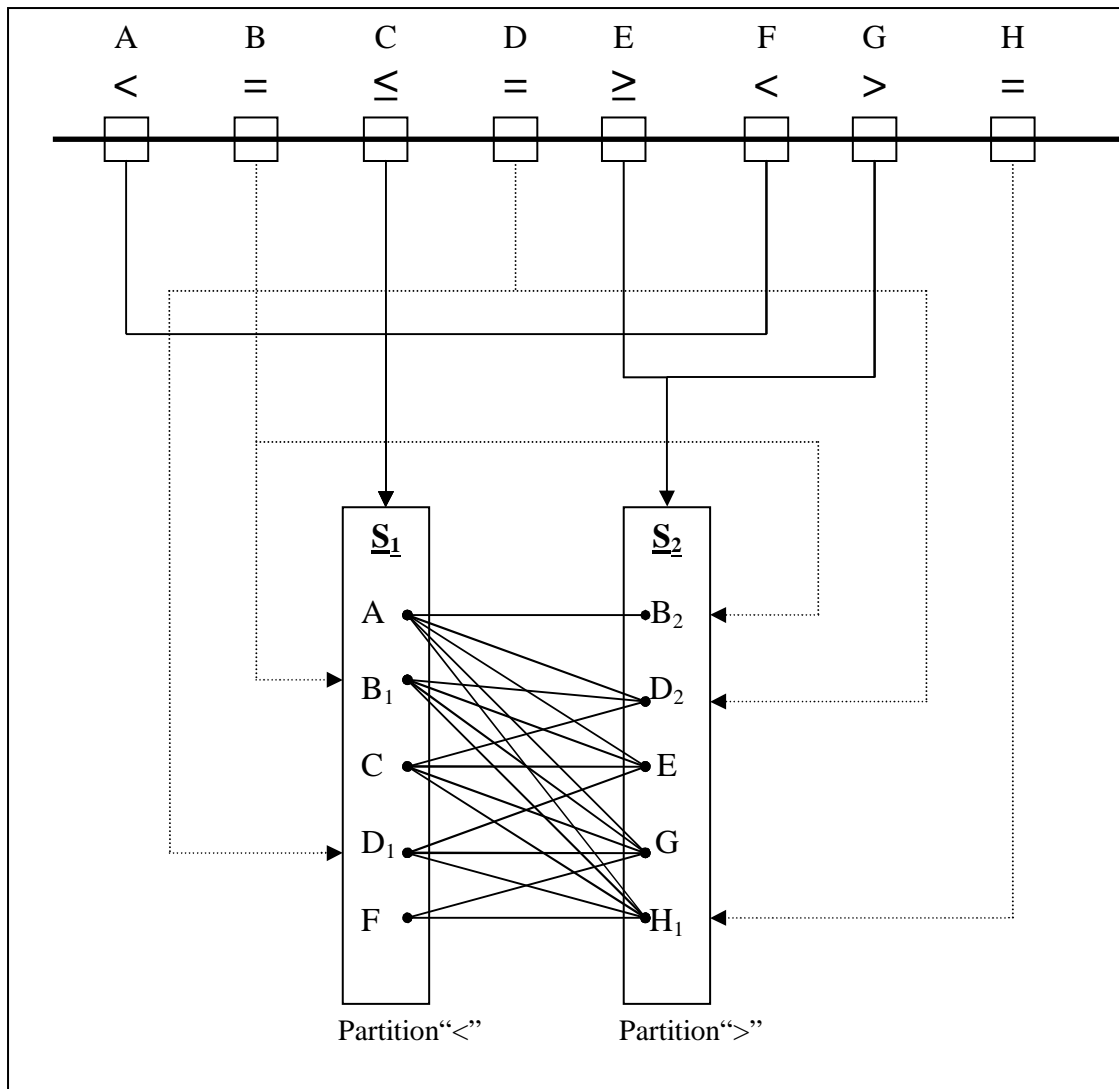 A B C D E F G H
< = ≤ = ≥ < > =
S₁ S₂
A B₂
B₁ D₂
C E
D₁ G
F H₁
Partition“<” Partition“>”